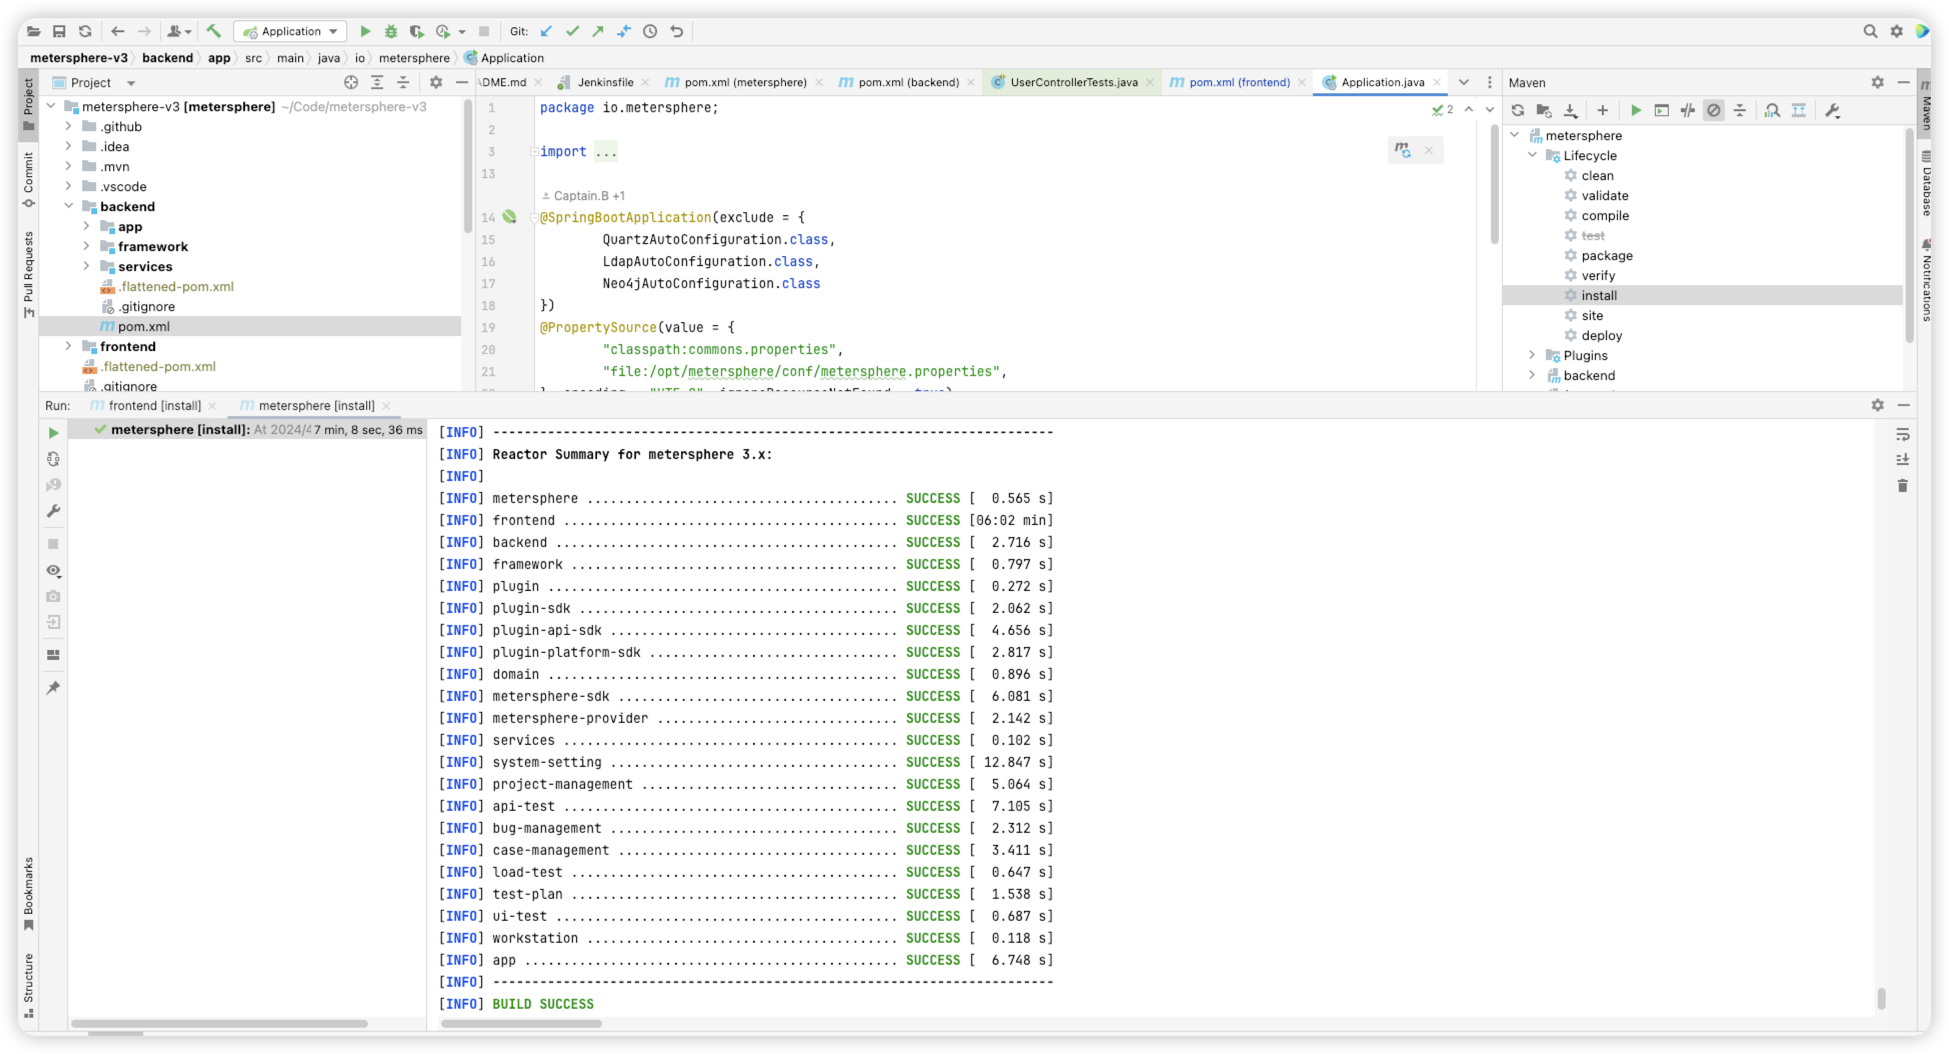 Application
Git:
metersphere-v3
backend
app
src
main
java
io
metersphere
Application
Project
ADME.md
Jenkinsfile
pom.xml (metersphere)
pom.xml (backend)
UserControllerTests.java
pom.xml (frontend)
Application.java
Maven
Project
Commit
Pull Requests
Bookmarks
Structure
metersphere-v3 [metersphere] ~/Code/metersphere-v3
.github
.idea
.mvn
.vscode
backend
app
framework
services
.flattened-pom.xml
.gitignore
pom.xml
frontend
.flattened-pom.xml
.gitignore
1 package io.metersphere;
2
3 import ...
13
Captain.B +1
14 @SpringBootApplication(exclude = {
15 QuartzAutoConfiguration.class,
16 LdapAutoConfiguration.class,
17 Neo4jAutoConfiguration.class
18 })
19 @PropertySource(value = {
20 "classpath:commons.properties",
21 "file:/opt/metersphere/conf/metersphere.properties",
2
metersphere
Lifecycle
clean
validate
compile
test
package
verify
install
site
deploy
Plugins
backend
Maven
Database
Notifications
Run:
frontend [install]
metersphere [install]
metersphere [install]: At 2024/4 7 min, 8 sec, 36 ms
[INFO] ------------------------------------------------------------------------
[INFO] Reactor Summary for metersphere 3.x:
[INFO]
[INFO] metersphere ........................................ SUCCESS [  0.565 s]
[INFO] frontend ........................................... SUCCESS [06:02 min]
[INFO] backend ............................................ SUCCESS [  2.716 s]
[INFO] framework .......................................... SUCCESS [  0.797 s]
[INFO] plugin ............................................. SUCCESS [  0.272 s]
[INFO] plugin-sdk ......................................... SUCCESS [  2.062 s]
[INFO] plugin-api-sdk ..................................... SUCCESS [  4.656 s]
[INFO] plugin-platform-sdk ................................ SUCCESS [  2.817 s]
[INFO] domain ............................................. SUCCESS [  0.896 s]
[INFO] metersphere-sdk .................................... SUCCESS [  6.081 s]
[INFO] metersphere-provider ............................... SUCCESS [  2.142 s]
[INFO] services ........................................... SUCCESS [  0.102 s]
[INFO] system-setting ..................................... SUCCESS [ 12.847 s]
[INFO] project-management ................................. SUCCESS [  5.064 s]
[INFO] api-test ........................................... SUCCESS [  7.105 s]
[INFO] bug-management ..................................... SUCCESS [  2.312 s]
[INFO] case-management .................................... SUCCESS [  3.411 s]
[INFO] load-test .......................................... SUCCESS [  0.647 s]
[INFO] test-plan .......................................... SUCCESS [  1.538 s]
[INFO] ui-test ............................................ SUCCESS [  0.687 s]
[INFO] workstation ........................................ SUCCESS [  0.118 s]
[INFO] app ................................................ SUCCESS [  6.748 s]
[INFO] ------------------------------------------------------------------------
[INFO] BUILD SUCCESS